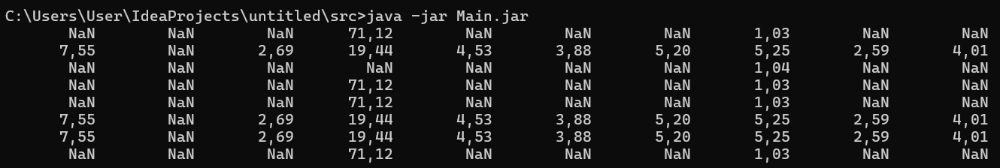 C:\Users\User\IdeaProjects\untitled\src>java -jar Main.jar
NaN NaN NaN 71,12 NaN NaN NaN 1,03 NaN NaN
7,55 NaN 2,69 19,44 4,53 3,88 5,20 5,25 2,59 4,01
NaN NaN NaN NaN NaN NaN NaN 1,04 NaN NaN
NaN NaN NaN 71,12 NaN NaN NaN 1,03 NaN NaN
NaN NaN NaN 71,12 NaN NaN NaN 1,03 NaN NaN
7,55 NaN 2,69 19,44 4,53 3,88 5,20 5,25 2,59 4,01
7,55 NaN 2,69 19,44 4,53 3,88 5,20 5,25 2,59 4,01
NaN NaN NaN 71,12 NaN NaN NaN 1,03 NaN NaN